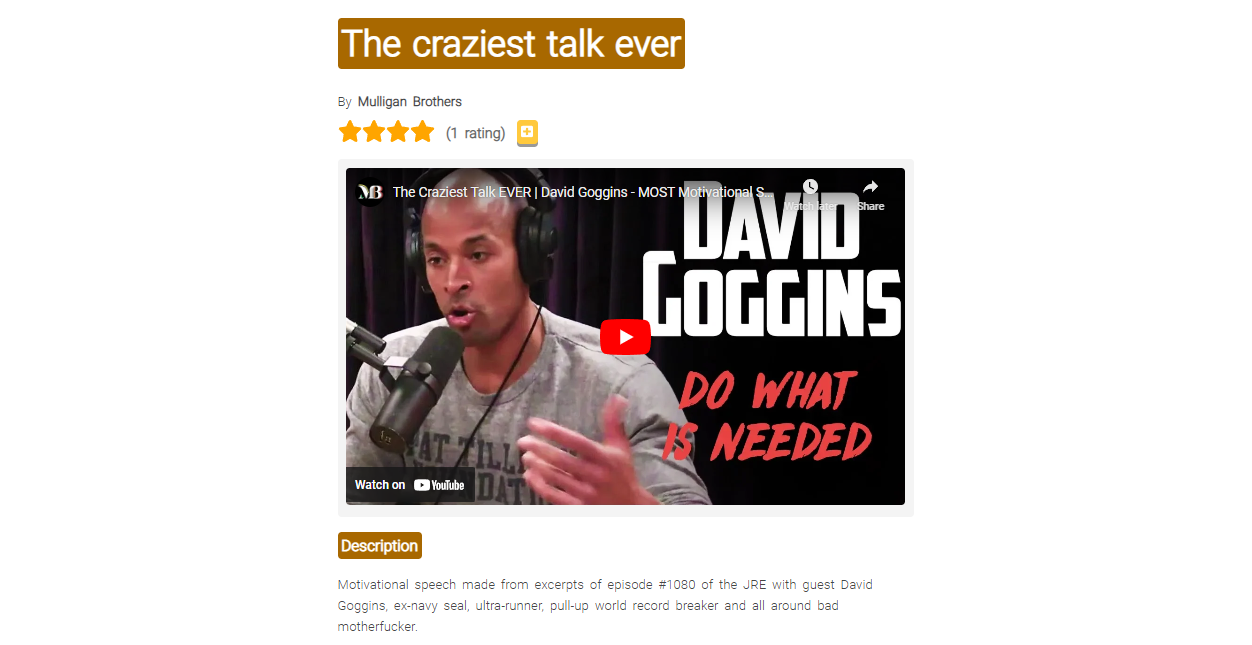 The craziest talk ever
By Mulligan Brothers
(1 rating)
MB The Craziest Talk EVER | David Goggins - MOST Motivational S...
Watch later
Share
DAVID
GOGGINS
DO WHAT
IS NEEDED
Watch on YouTube
Description
Motivational speech made from excerpts of episode #1080 of the JRE with guest David
Goggins, ex-navy seal, ultra-runner, pull-up world record breaker and all around bad
motherfucker.